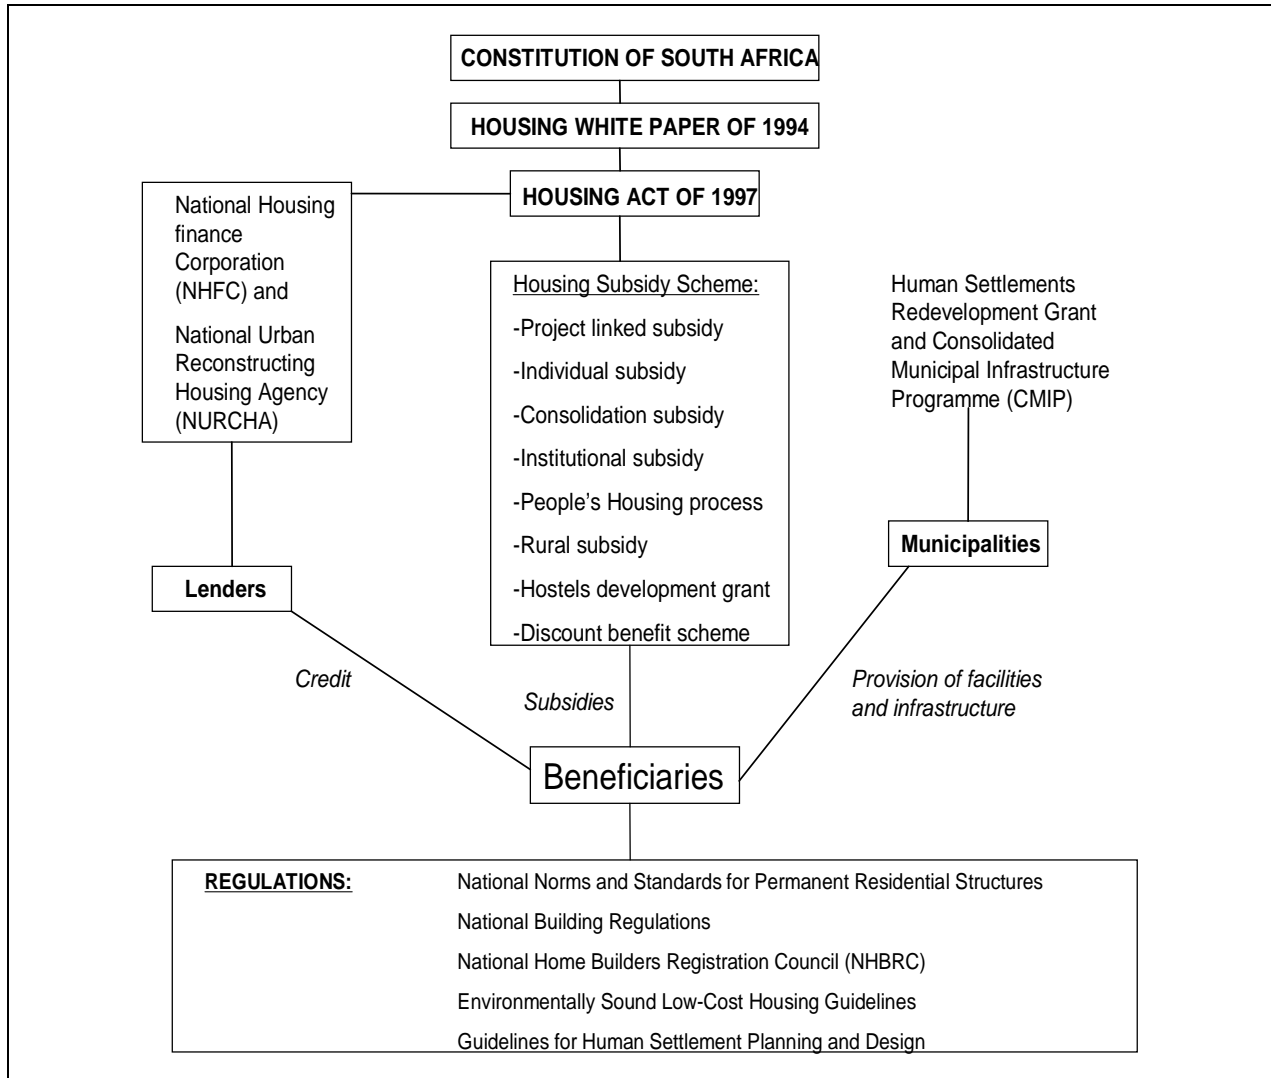 CONSTITUTION OF SOUTH AFRICA
HOUSING WHITE PAPER OF 1994
HOUSING ACT OF 1997
National Housing
finance
Corporation
(NHFC) and
National Urban
Reconstructing
Housing Agency
(NURCHA)
Housing Subsidy Scheme:
-Project linked subsidy
-Individual subsidy
-Consolidation subsidy
-Institutional subsidy
-People’s Housing process
-Rural subsidy
-Hostels development grant
-Discount benefit scheme
Human Settlements
Redevelopment Grant
and Consolidated
Municipal Infrastructure
Programme (CMIP)
Lenders
Municipalities
Credit
Subsidies
Provision of facilities
and infrastructure
Beneficiaries
REGULATIONS:
National Norms and Standards for Permanent Residential Structures
National Building Regulations
National Home Builders Registration Council (NHBRC)
Environmentally Sound Low-Cost Housing Guidelines
Guidelines for Human Settlement Planning and Design